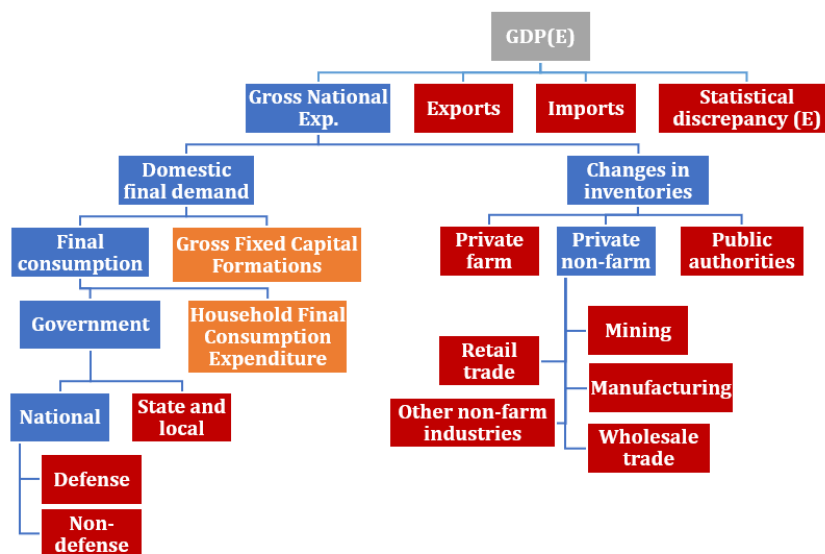 GDP(E)
Gross National
Exp.
Exports
Imports
Statistical
discrepancy (E)
Domestic
final demand
Changes in
inventories
Final
consumption
Gross Fixed Capital
Formations
Private
farm
Private
non-farm
Public
authorities
Government
Household Final
Consumption
Expenditure
Mining
Retail
trade
Manufacturing
National
State and
local
Other non-farm
industries
Wholesale
trade
Defense
Non-
defense